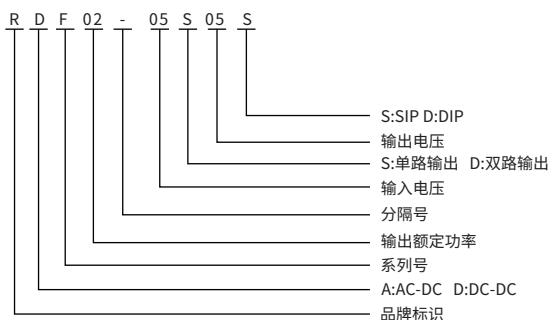 R D F 02 - 05 S 05 S
S:SIP D:DIP
输出电压
S:单路输出 D:双路输出
输入电压
分隔号
输出额定功率
系列号
A:AC-DC D:DC-DC
品牌标识